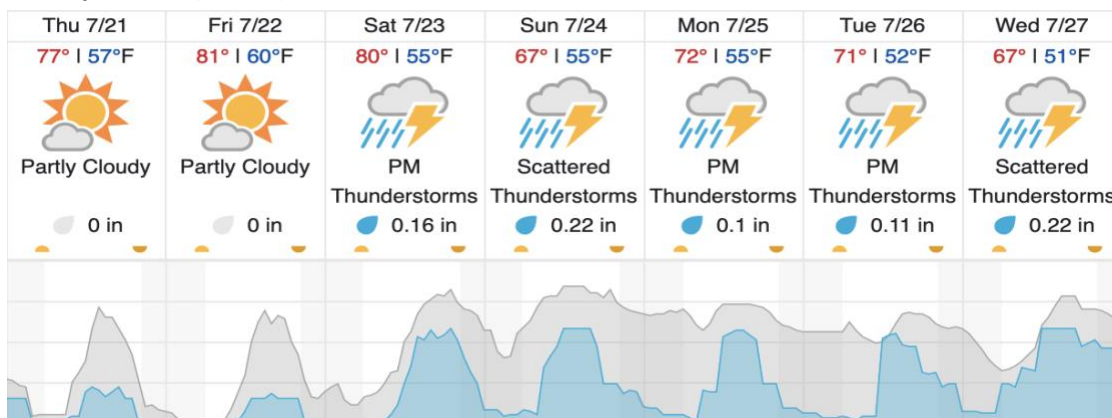 Thu 7/21 Fri 7/22 Sat 7/23 Sun 7/24 Mon 7/25 Tue 7/26 Wed 7/27
77° | 57°F 81° | 60°F 80° | 55°F 67° | 55°F 72° | 55°F 71° | 52°F 67° | 51°F
Partly Cloudy Partly Cloudy PM Scattered PM PM Scattered
Thunderstorms Thunderstorms Thunderstorms Thunderstorms Thunderstorms
0 in 0 in 0.16 in 0.22 in 0.1 in 0.11 in 0.22 in